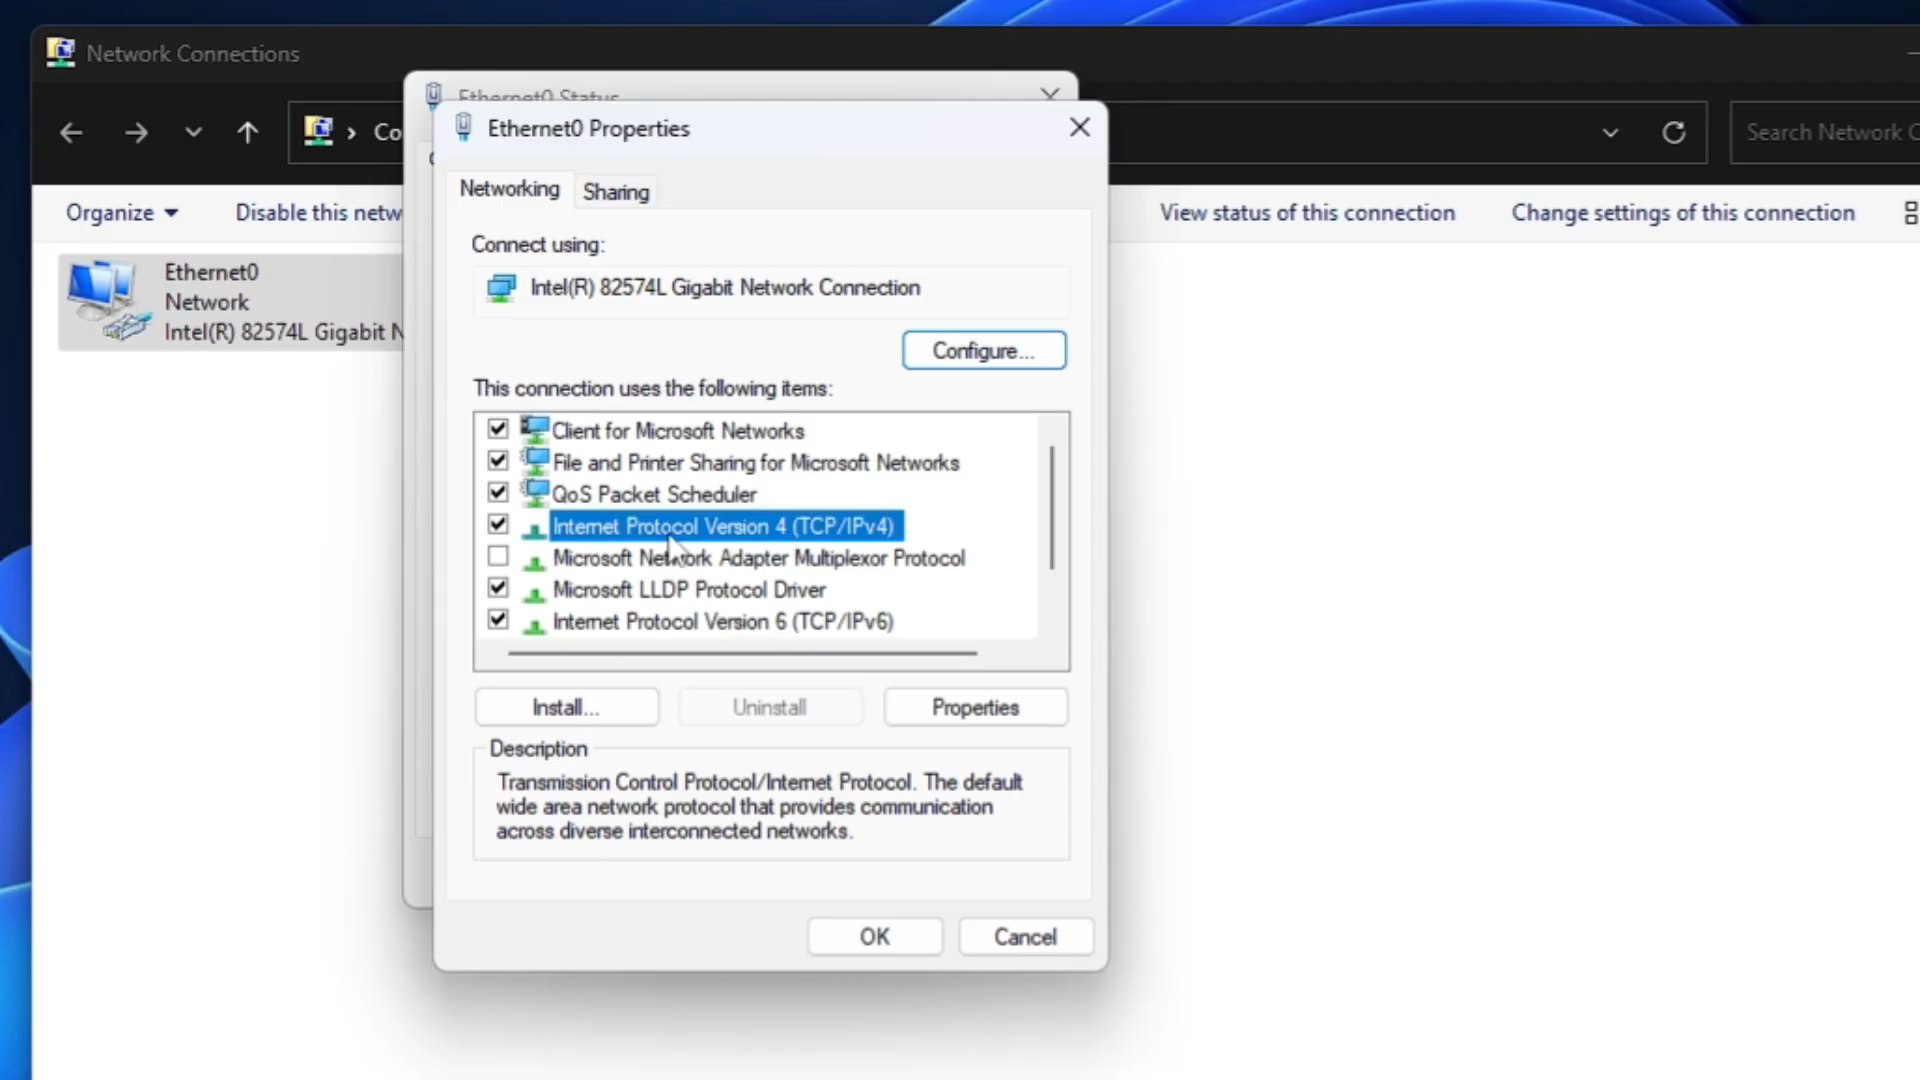 Network Connections
Ethernet0 Status
Co
Search Network C
Ethernet0 Properties
Organize
Disable this netw
View status of this connection
Change settings of this connection
Ethernet0
Network
Intel(R) 82574L Gigabit N
Networking
Sharing
Connect using:
Intel(R) 82574L Gigabit Network Connection
Configure...
This connection uses the following items:
Client for Microsoft Networks
File and Printer Sharing for Microsoft Networks
QoS Packet Scheduler
Internet Protocol Version 4 (TCP/IPv4)
Microsoft Network Adapter Multiplexor Protocol
Microsoft LLDP Protocol Driver
Internet Protocol Version 6 (TCP/IPv6)
Install...
Uninstall
Properties
Description
Transmission Control Protocol/Internet Protocol. The default
wide area network protocol that provides communication
across diverse interconnected networks.
OK
Cancel